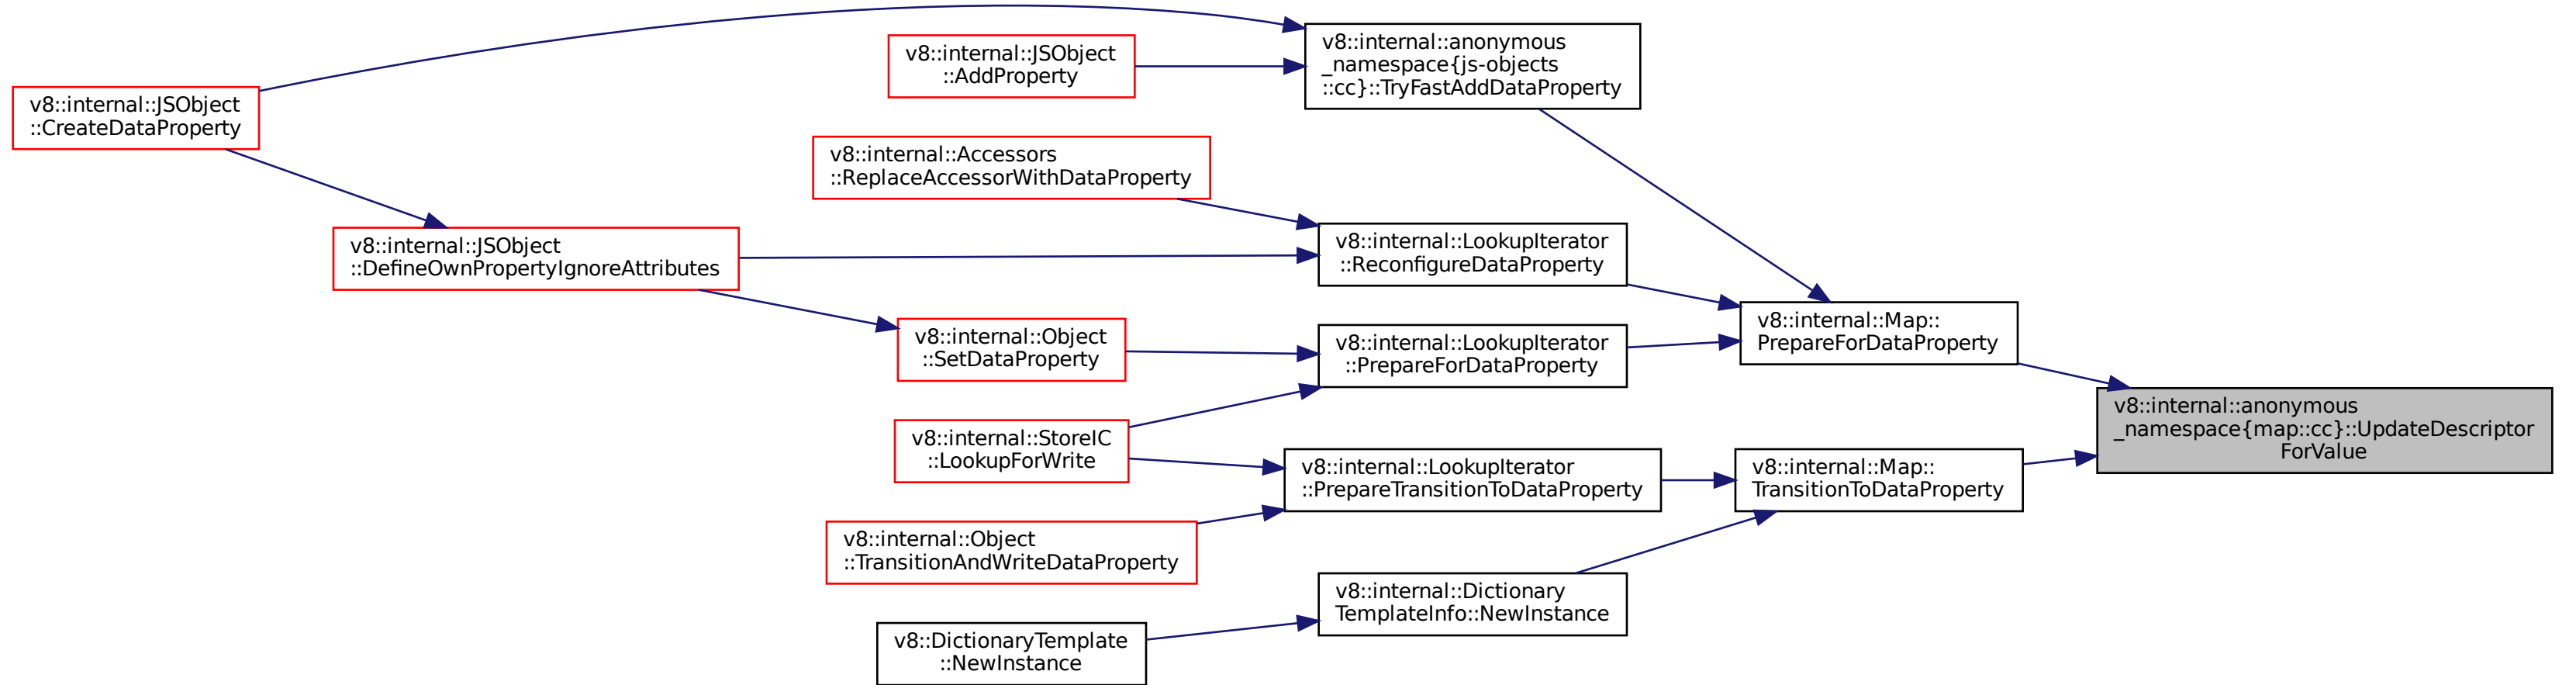 v8::internal::anonymous
_namespace{js-objects
::cc}::TryFastAddDataProperty
v8::internal::JSObject
::AddProperty
v8::internal::JSObject
::CreateDataProperty
v8::internal::Accessors
::ReplaceAccessorWithDataProperty
v8::internal::LookupIterator
::ReconfigureDataProperty
v8::internal::JSObject
::DefineOwnPropertyIgnoreAttributes
v8::internal::Map::
PrepareForDataProperty
v8::internal::Object
::SetDataProperty
v8::internal::LookupIterator
::PrepareForDataProperty
v8::internal::anonymous
_namespace{map::cc}::UpdateDescriptor
ForValue
v8::internal::StoreIC
::LookupForWrite
v8::internal::LookupIterator
::PrepareTransitionToDataProperty
v8::internal::Map::
TransitionToDataProperty
v8::internal::Object
::TransitionAndWriteDataProperty
v8::internal::Dictionary
TemplateInfo::NewInstance
v8::DictionaryTemplate
::NewInstance